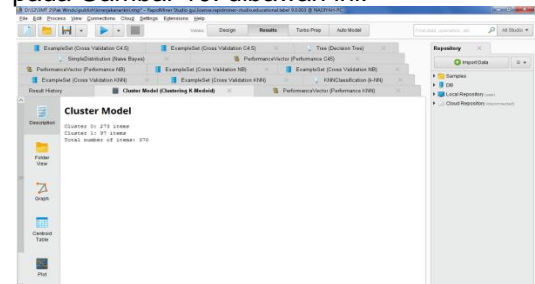 File Edit Process View Connections Cloud Settings Extensions Help
Views: Design Results Turbo Prep Auto Model
All Studio
ExampleSet (Cross Validation C4.5) ExampleSet (Cross Validation C4.5) Tree (Decision Tree)
SimpleDistribution (Naive Bayes) PerformanceVector (Performance C45)
PerformanceVector (Performance NB) ExampleSet (Cross Validation NB) ExampleSet (Cross Validation NB)
ExampleSet (Cross Validation KNN) ExampleSet (Cross Validation KNN) KNNClassification (k-NN)
Result History Cluster Model (Clustering K-Medoid) PerformanceVector (Performance KNN)
Repository
Import Data
Samples
DB
Local Repository
Cloud Repository
Description
Folder
View
Graph
Centroid
Table
Plot
Cluster Model
Cluster 0: 273 items
Cluster 1: 97 items
Total number of items: 370